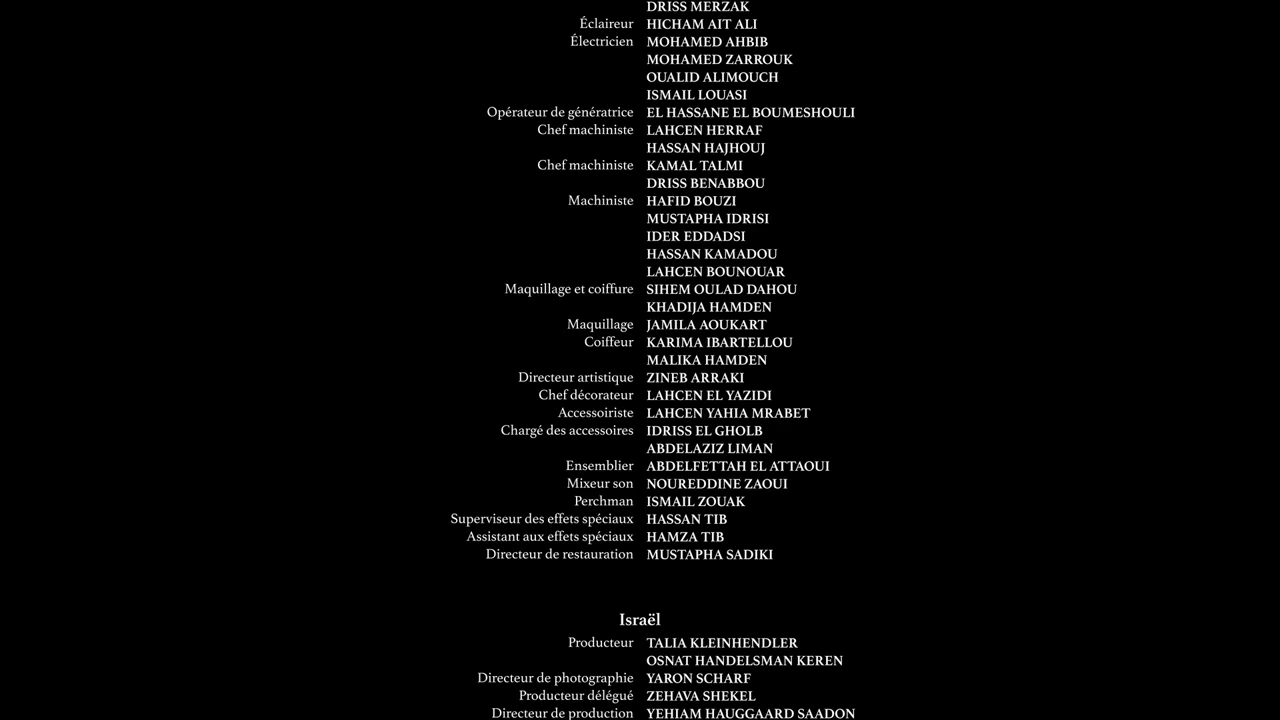 DRISS MERZAK
Éclaireur HICHAM AIT ALI
Électricien MOHAMED AHBIB
MOHAMED ZARROUK
OUALID ALIMOUCH
ISMAIL LOUASI
Opérateur de génératrice EL HASSANE EL BOUMESHOULI
Chef machiniste LAHCEN HERRAF
HASSAN HAJHOUJ
Chef machiniste KAMAL TALMI
DRISS BENABBOU
Machiniste HAFID BOUZI
MUSTAPHA IDRISI
IDER EDDADSI
HASSAN KAMADOU
LAHCEN BOUNOUAR
Maquillage et coiffure SIHEM OULAD DAHOU
KHADIJA HAMDEN
Maquillage JAMILA AOUKART
Coiffeur KARIMA IBARTELLOU
MALIKA HAMDEN
Directeur artistique ZINEB ARRAKI
Chef décorateur LAHCEN EL YAZIDI
Accessoiriste LAHCEN YAHIA MRABET
Chargé des accessoires IDRISS EL GHOLB
ABDELAZIZ LIMAN
Ensemblier ABDELFETTAH EL ATTAOUI
Mixeur son NOUREDDINE ZAOUI
Perchman ISMAIL ZOUAK
Superviseur des effets spéciaux HASSAN TIB
Assistant aux effets spéciaux HAMZA TIB
Directeur de restauration MUSTAPHA SADIKI
Israël
Producteur TALIA KLEINHENDLER
OSNAT HANDELSMAN KEREN
Directeur de photographie YARON SCHARF
Producteur délégué ZEHAVA SHEKEL
Directeur de production YEHIAM HAUGGAARD SAADON